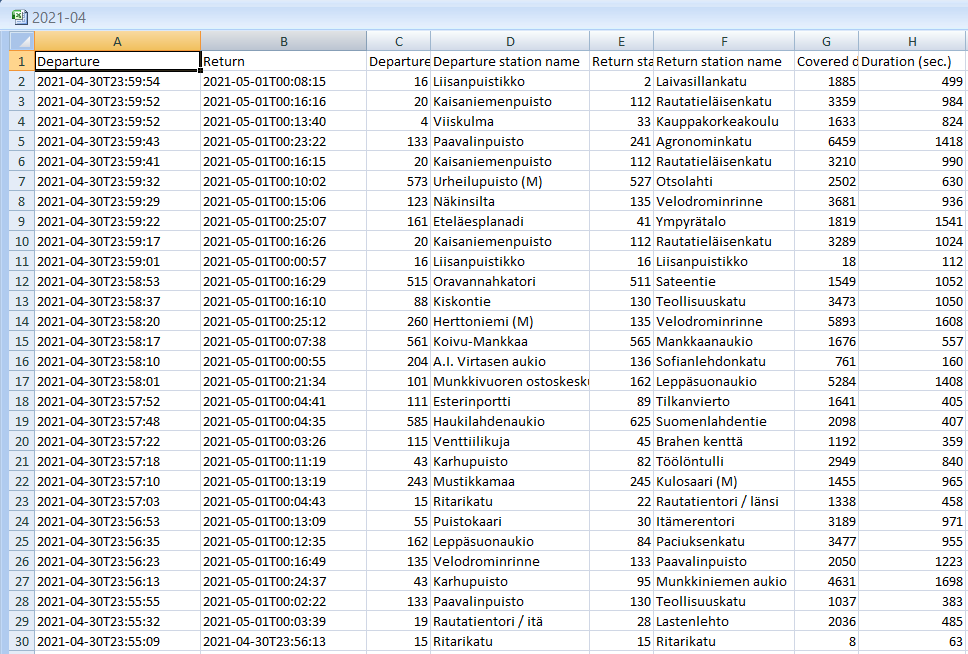 2021-04
A B C D E F G H
1 Departure Return Departure Departure station name Return sta Return station name Covered d Duration (sec.)
2 2021-04-30T23:59:54 2021-05-01T00:08:15 16 Liisanpuistikko 2 Laivasillankatu 1885 499
3 2021-04-30T23:59:52 2021-05-01T00:16:16 20 Kaisaniemenpuisto 112 Rautatieläisenkatu 3359 984
4 2021-04-30T23:59:52 2021-05-01T00:13:40 4 Viiskulma 33 Kauppakorkeakoulu 1633 824
5 2021-04-30T23:59:43 2021-05-01T00:23:22 133 Paavalinpuisto 241 Agronominkatu 6459 1418
6 2021-04-30T23:59:41 2021-05-01T00:16:15 20 Kaisaniemenpuisto 112 Rautatieläisenkatu 3210 990
7 2021-04-30T23:59:32 2021-05-01T00:10:02 573 Urheilupuisto (M) 527 Otsolahti 2502 630
8 2021-04-30T23:59:29 2021-05-01T00:15:06 123 Näkinsilta 135 Velodrominrinne 3681 936
9 2021-04-30T23:59:22 2021-05-01T00:25:07 161 Eteläesplanadi 41 Ympyrätalo 1819 1541
10 2021-04-30T23:59:17 2021-05-01T00:16:26 20 Kaisaniemenpuisto 112 Rautatieläisenkatu 3289 1024
11 2021-04-30T23:59:01 2021-05-01T00:00:57 16 Liisanpuistikko 16 Liisanpuistikko 18 112
12 2021-04-30T23:58:53 2021-05-01T00:16:29 515 Oravannahkatori 511 Sateentie 1549 1052
13 2021-04-30T23:58:37 2021-05-01T00:16:10 88 Kiskontie 130 Teollisuuskatu 3473 1050
14 2021-04-30T23:58:20 2021-05-01T00:25:12 260 Herttoniemi (M) 135 Velodrominrinne 5893 1608
15 2021-04-30T23:58:17 2021-05-01T00:07:38 561 Koivu-Mankkaa 565 Mankkaanaukio 1676 557
16 2021-04-30T23:58:10 2021-05-01T00:00:55 204 A.I. Virtasen aukio 136 Sofianlehdonkatu 761 160
17 2021-04-30T23:58:01 2021-05-01T00:21:34 101 Munkkivuoren ostoskesku 162 Leppäsuonaukio 5284 1408
18 2021-04-30T23:57:52 2021-05-01T00:04:41 111 Esterinportti 89 Tilkanvierto 1641 405
19 2021-04-30T23:57:48 2021-05-01T00:04:35 585 Haukilahdenaukio 625 Suomenlahdentie 2098 407
20 2021-04-30T23:57:22 2021-05-01T00:03:26 115 Venttiilikuja 45 Brahen kenttä 1192 359
21 2021-04-30T23:57:18 2021-05-01T00:11:19 43 Karhupuisto 82 Töölöntulli 2949 840
22 2021-04-30T23:57:10 2021-05-01T00:13:19 243 Mustikkamaa 245 Kulosaari (M) 1455 965
23 2021-04-30T23:57:03 2021-05-01T00:04:43 15 Ritarikatu 22 Rautatientori / länsi 1338 458
24 2021-04-30T23:56:53 2021-05-01T00:13:09 55 Puistokaari 30 Itämerentori 3189 971
25 2021-04-30T23:56:35 2021-05-01T00:12:35 162 Leppäsuonaukio 84 Paciuksenkatu 3477 955
26 2021-04-30T23:56:23 2021-05-01T00:16:49 135 Velodrominrinne 133 Paavalinpuisto 2050 1223
27 2021-04-30T23:56:13 2021-05-01T00:24:37 43 Karhupuisto 95 Munkkiniemen aukio 4631 1698
28 2021-04-30T23:55:55 2021-05-01T00:02:22 133 Paavalinpuisto 130 Teollisuuskatu 1037 383
29 2021-04-30T23:55:32 2021-05-01T00:03:39 19 Rautatientori / itä 28 Lastenlehto 2036 485
30 2021-04-30T23:55:09 2021-04-30T23:56:13 15 Ritarikatu 15 Ritarikatu 8 63